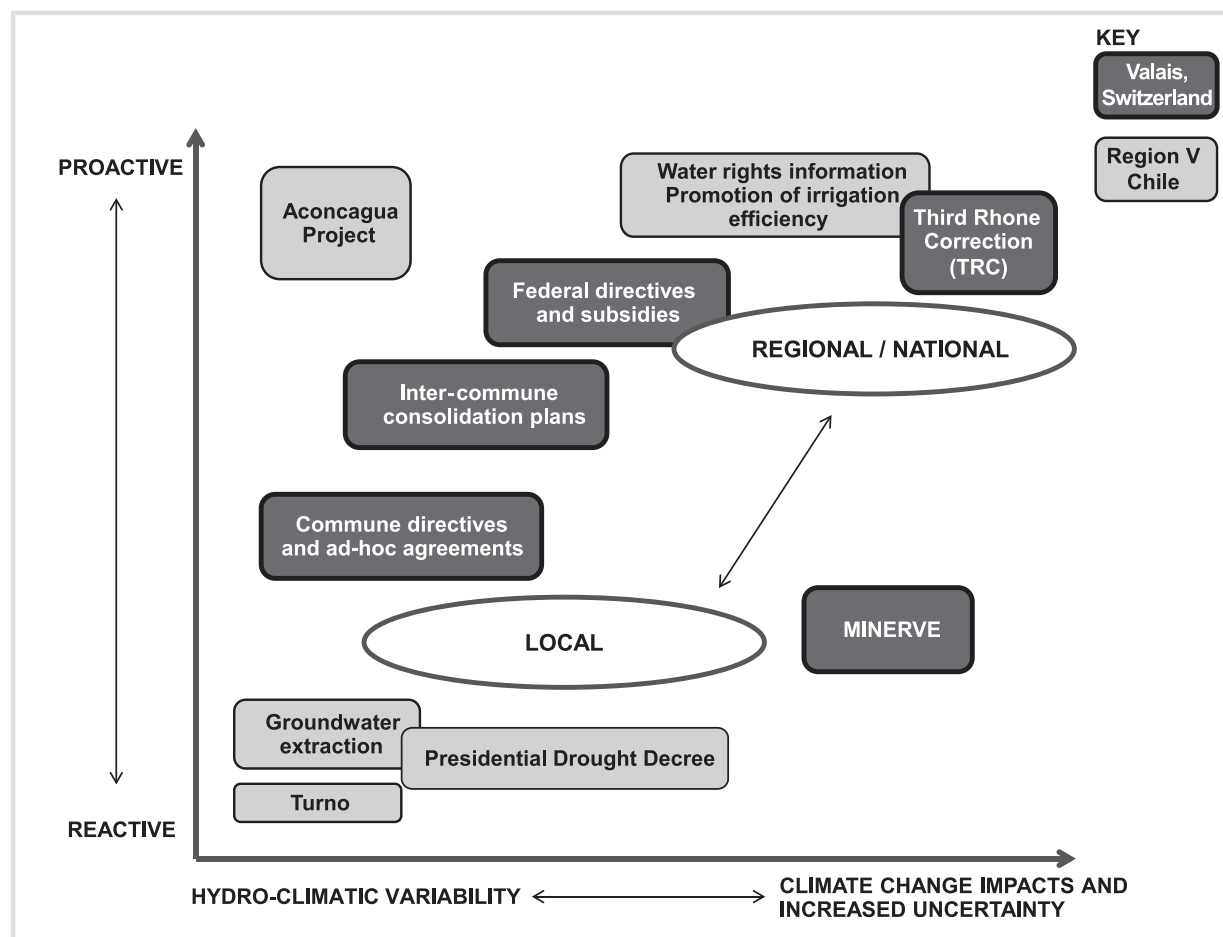 KEY
Valais,
Switzerland
Region V
Chile
PROACTIVE
Aconcagua
Project
Water rights information
Promotion of irrigation
efficiency
Third Rhone
Correction
(TRC)
Federal directives
and subsidies
REGIONAL / NATIONAL
Inter-commune
consolidation plans
Commune directives
and ad-hoc agreements
LOCAL
MINERVE
Groundwater
extraction
Presidential Drought Decree
Turno
REACTIVE
HYDRO-CLIMATIC VARIABILITY
CLIMATE CHANGE IMPACTS AND
INCREASED UNCERTAINTY